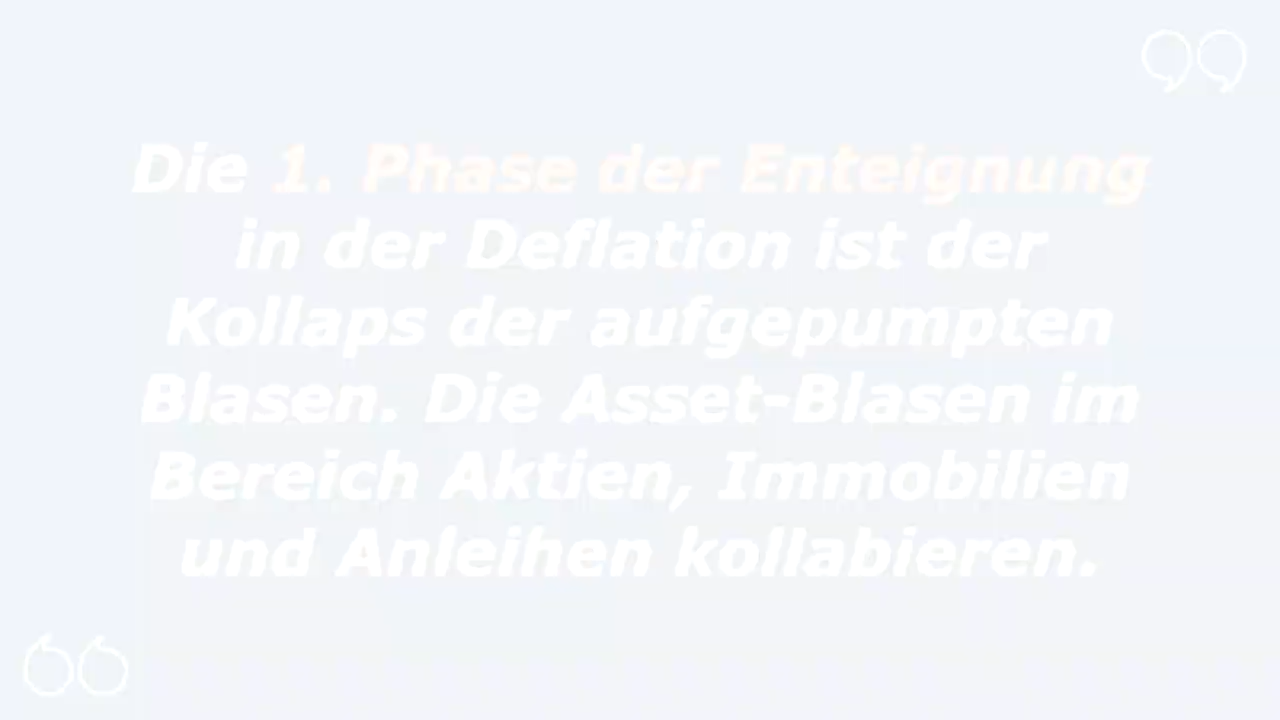 Die 1. Phase der Enteignung
in der Deflation ist der
Kollaps der aufgepumpten
Blasen. Die Asset-Blasen im
Bereich Aktien, Immobilien
und Anleihen kollabieren.